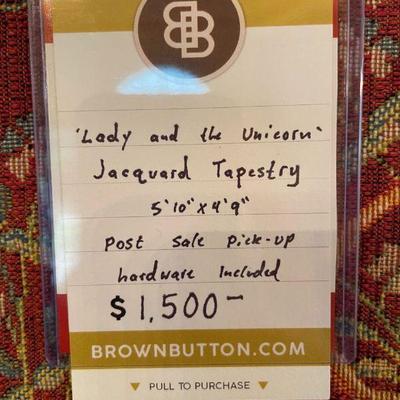 'Lady and the Unicorn'
Jacquard Tapestry
5'10" x 4'9"
Post Sale Pick-up
hardware included
$1,500-
BROWNBUTTON.COM
▼ PULL TO PURCHASE ▼